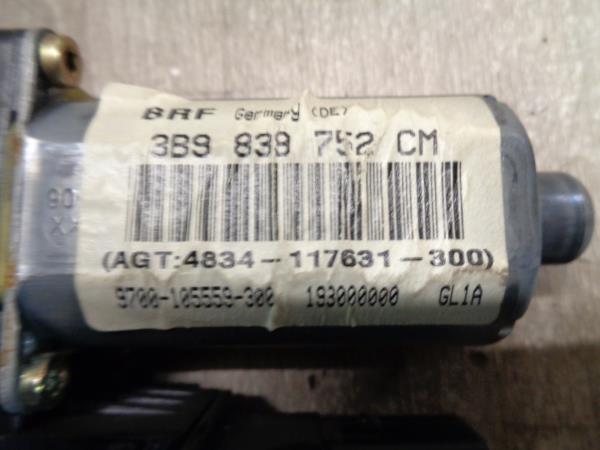 BRF Germany (DE)
3B9 839 752 CM
(AGT:4834-117631-300)
9700-105559-300 193000000 GL1A